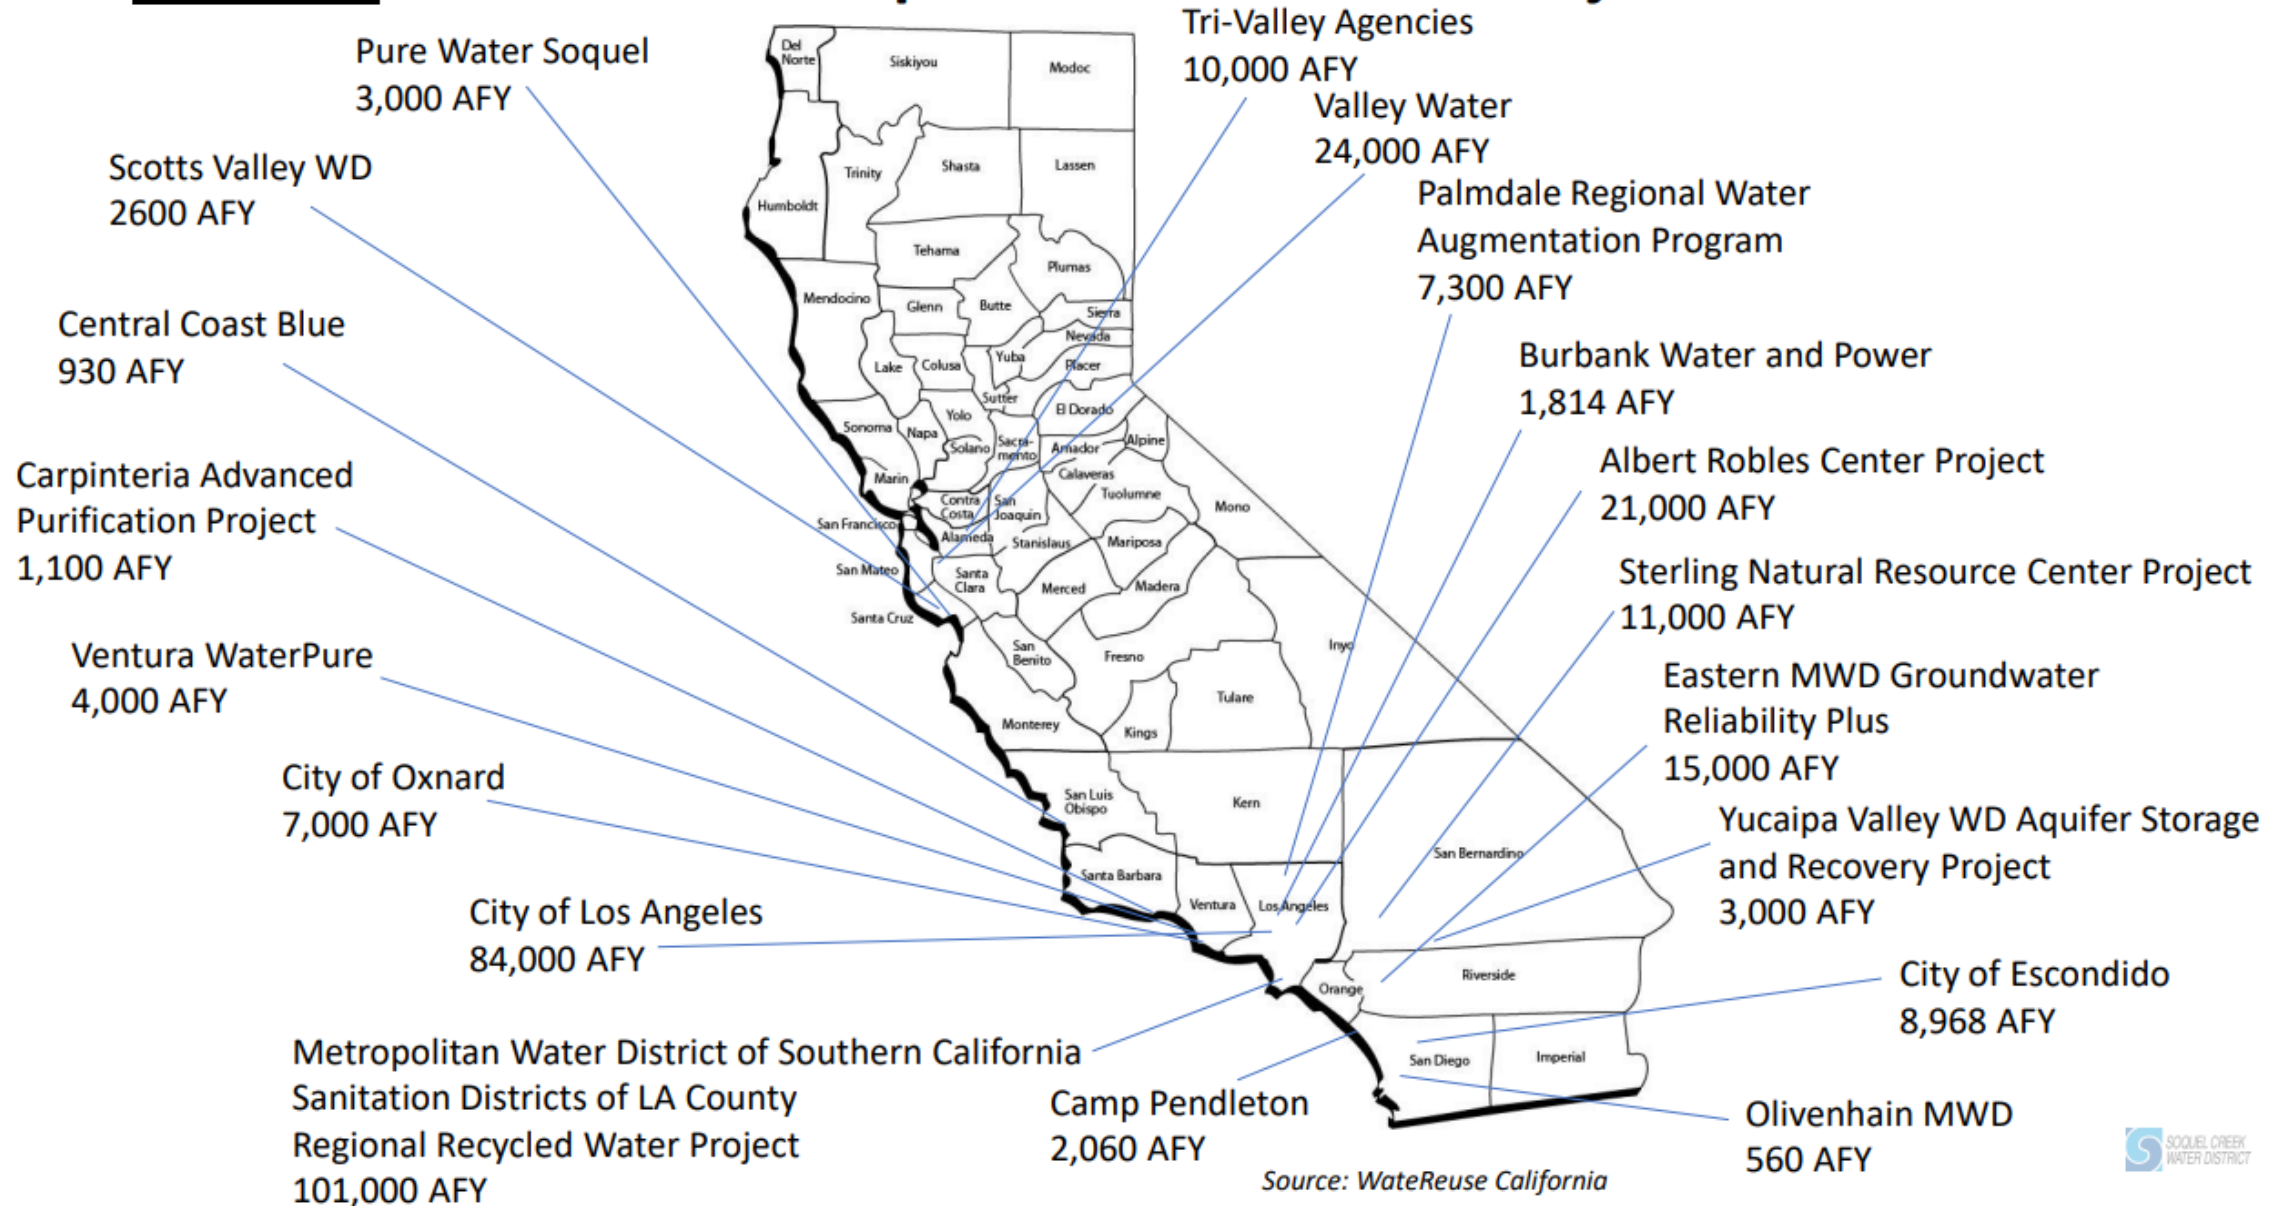 Tri-Valley Agencies
10,000 AFY
Pure Water Soquel
3,000 AFY
Valley Water
24,000 AFY
Scotts Valley WD
2600 AFY
Palmdale Regional Water
Augmentation Program
7,300 AFY
Central Coast Blue
930 AFY
Burbank Water and Power
1,814 AFY
Carpinteria Advanced
Purification Project
1,100 AFY
Albert Robles Center Project
21,000 AFY
Sterling Natural Resource Center Project
11,000 AFY
Ventura WaterPure
4,000 AFY
Eastern MWD Groundwater
Reliability Plus
15,000 AFY
City of Oxnard
7,000 AFY
Yucaipa Valley WD Aquifer Storage
and Recovery Project
3,000 AFY
City of Los Angeles
84,000 AFY
City of Escondido
8,968 AFY
Metropolitan Water District of Southern California
Sanitation Districts of LA County
Regional Recycled Water Project
101,000 AFY
Camp Pendleton
2,060 AFY
Olivenhain MWD
560 AFY
Source: WateReuse California
SOQUEL CREEK
WATER DISTRICT
Del
Norte
Siskiyou
Modoc
Trinity
Shasta
Lassen
Humboldt
Tehama
Plumas
Mendocino
Glenn
Butte
Sierra
Nevada
Lake
Colusa
Yuba
Placer
Sutter
Yolo
El Dorado
Sonoma
Napa
Solano
Sacra-
mento
Amador
Alpine
Marin
Calaveras
Contra
Costa
San
Joaquin
Tuolumne
Mono
San Francisco
Alameda
Stanislaus
Mariposa
San Mateo
Santa
Clara
Merced
Madera
Santa Cruz
San
Benito
Fresno
Inyo
Tulare
Monterey
Kings
San Luis
Obispo
Kern
San Bernardino
Santa Barbara
Ventura
Los Angeles
Orange
Riverside
San Diego
Imperial